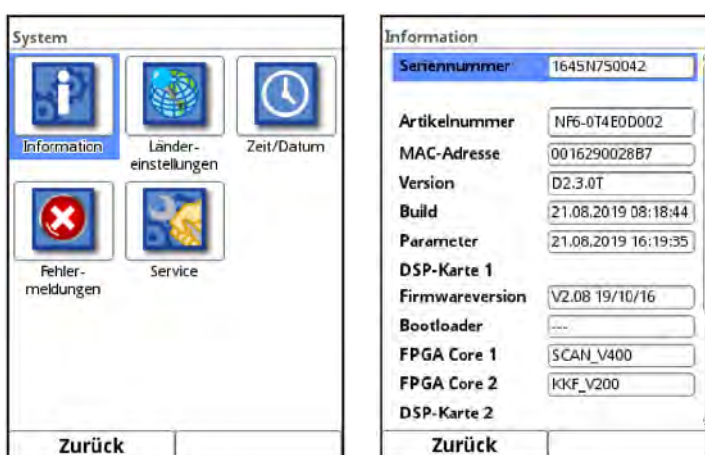 System
Information
Länder-
einstellungen
Zeit/Datum
Fehler-
meldungen
Service
Zurück
Information
Seriennummer 1645N750042
Artikelnummer NF6-0T4E0D002
MAC-Adresse 0016290028B7
Version D2.3.0T
Build 21.08.2019 08:18:44
Parameter 21.08.2019 16:19:35
DSP-Karte 1
Firmwareversion V2.08 19/10/16
Bootloader ---
FPGA Core 1 SCAN_V400
FPGA Core 2 KKF_V200
DSP-Karte 2
Zurück